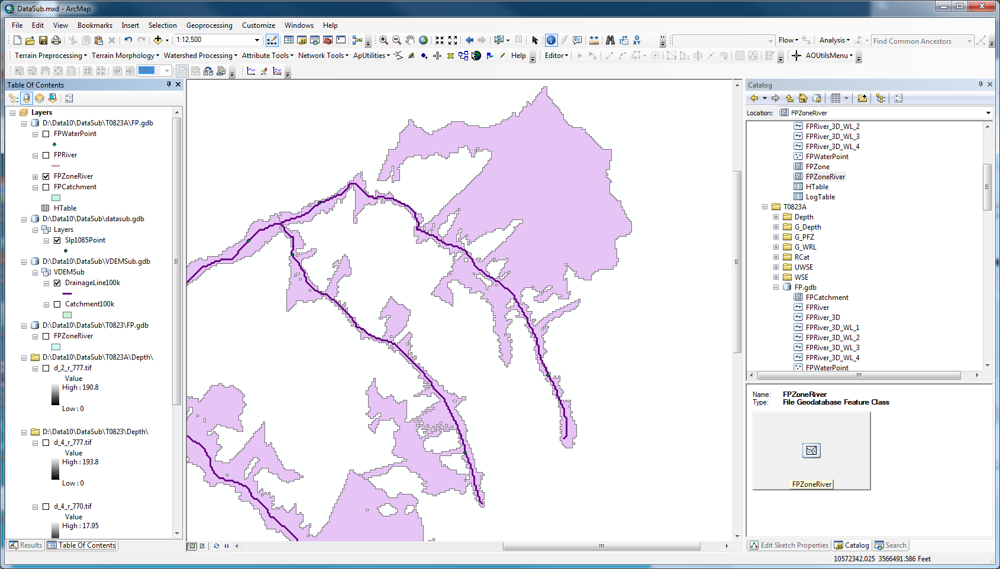 DataSub.mxd - ArcMap
File Edit View Bookmarks Insert Selection Geoprocessing Customize Windows Help
1:12,500
Flow Analysis Find Common Ancestors
Terrain Preprocessing Terrain Morphology Watershed Processing Attribute Tools Network Tools ApUtilities Help Editor AOUtilsMenu
100%
Table Of Contents
Layers
D:\Data10\DataSub\T0823A\FP.gdb
FPWaterPoint
FPRiver
FPZoneRiver
FPCatchment
HTable
D:\Data10\DataSub\datasub.gdb
Layers
Slp1085Point
D:\Data10\DataSub\VDEMSub.gdb
VDEMSub
DrainageLine100k
Catchment100k
D:\Data10\DataSub\T0823\FP.gdb
FPZoneRiver
D:\Data10\DataSub\T0823A\Depth\
d_2_r_777.tif
Value
High : 190.8
Low : 0
D:\Data10\DataSub\T0823\Depth\
d_4_r_777.tif
Value
High : 193.8
Low : 0
d_4_r_770.tif
Value
High : 17.95
Results Table Of Contents
Catalog
Location: FPZoneRiver
FPRiver_3D_WL_2
FPRiver_3D_WL_3
FPRiver_3D_WL_4
FPWaterPoint
FPZone
FPZoneRiver
HTable
LogTable
T0823A
Depth
G_Depth
G_PFZ
G_WRL
RCat
UWSE
WSE
FP.gdb
FPCatchment
FPRiver
FPRiver_3D
FPRiver_3D_WL_1
FPRiver_3D_WL_2
FPRiver_3D_WL_3
FPRiver_3D_WL_4
FPWaterPoint
Name: FPZoneRiver
Type: File Geodatabase Feature Class
FPZoneRiver
Edit Sketch Properties Catalog Search
10572342.025 3566491.586 Feet